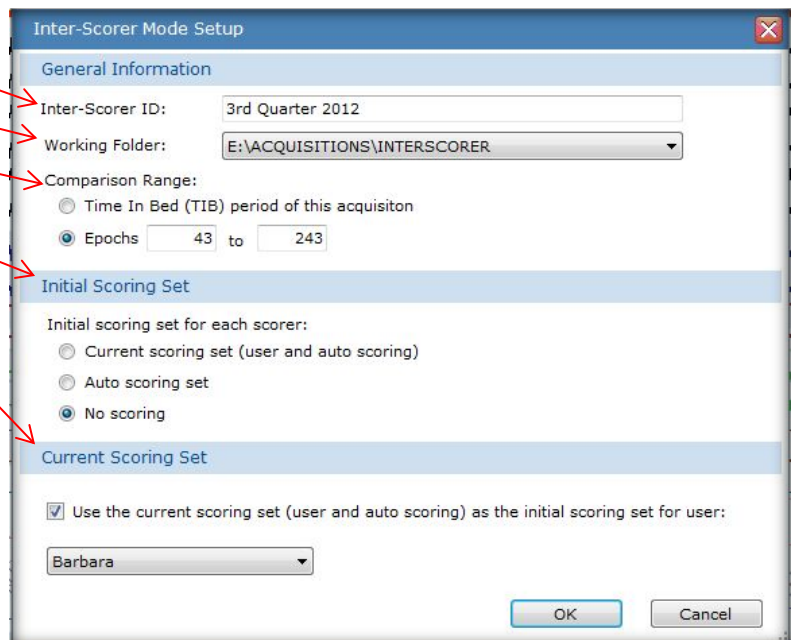 Inter-Scorer Mode Setup
General Information
Inter-Scorer ID: 3rd Quarter 2012
Working Folder: E:\ACQUISITIONS\INTERSCORER
Comparison Range:
Time In Bed (TIB) period of this acquisiton
Epochs 43 to 243
Initial Scoring Set
Initial scoring set for each scorer:
Current scoring set (user and auto scoring)
Auto scoring set
No scoring
Current Scoring Set
Use the current scoring set (user and auto scoring) as the initial scoring set for user:
Barbara
OK Cancel